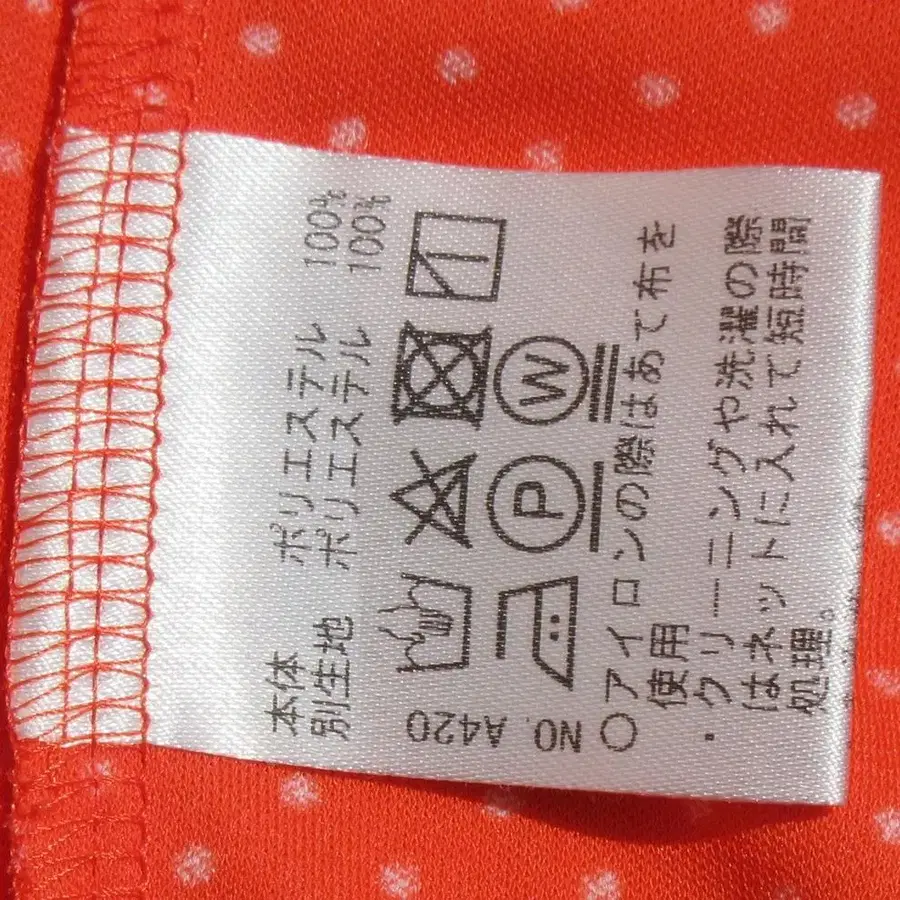 本体 ポリエステル 100%
別生地 ポリエステル 100%
P W
○アイロンの際はあて布を
使用
・クリーニングや洗濯の際
はネットに入れて短時間
処理。
NO. A420